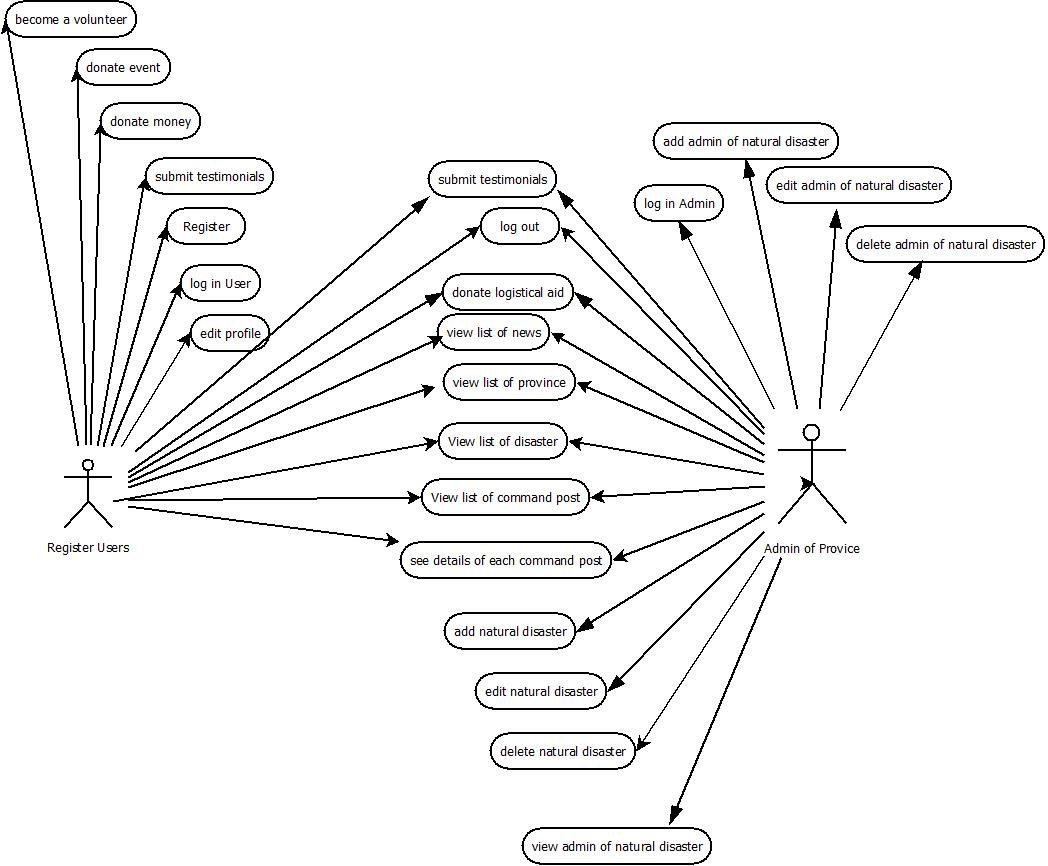 become a volunteer
donate event
donate money
submit testimonials
Register
log in User
edit profile
submit testimonials
log out
donate logistical aid
view list of news
view list of province
View list of disaster
View list of command post
see details of each command post
add natural disaster
edit natural disaster
delete natural disaster
view admin of natural disaster
log in Admin
add admin of natural disaster
edit admin of natural disaster
delete admin of natural disaster
Register Users
Admin of Provice